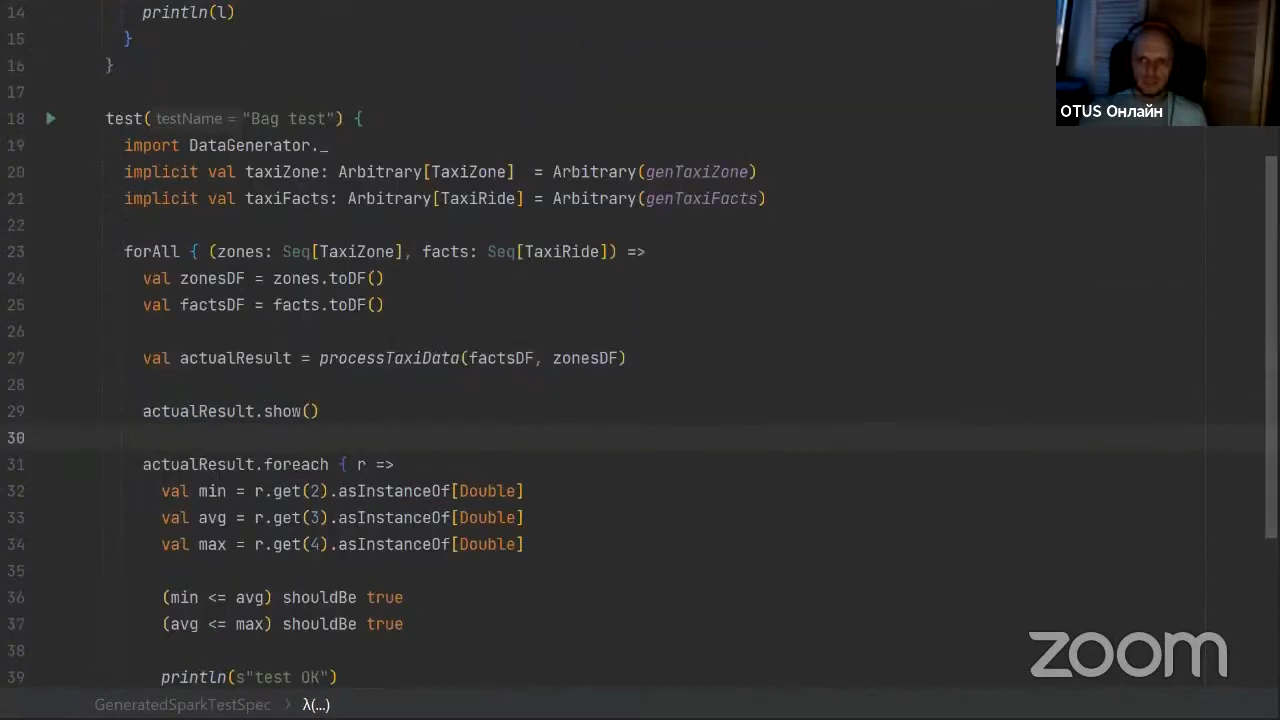 14 println(l)
15 }
16 }
17
18 test( testName = "Bag test") {
19 import DataGenerator._
20 implicit val taxiZone: Arbitrary[TaxiZone]  = Arbitrary(genTaxiZone)
21 implicit val taxiFacts: Arbitrary[TaxiRide] = Arbitrary(genTaxiFacts)
22
23 forAll { (zones: Seq[TaxiZone], facts: Seq[TaxiRide]) =>
24 val zonesDF = zones.toDF()
25 val factsDF = facts.toDF()
26
27 val actualResult = processTaxiData(factsDF, zonesDF)
28
29 actualResult.show()
30
31 actualResult.foreach { r =>
32 val min = r.get(2).asInstanceOf[Double]
33 val avg = r.get(3).asInstanceOf[Double]
34 val max = r.get(4).asInstanceOf[Double]
35
36 (min <= avg) shouldBe true
37 (avg <= max) shouldBe true
38
39 println(s"test OK")
GeneratedSparkTestSpec > λ(...)
OTUS Онлайн
zoom